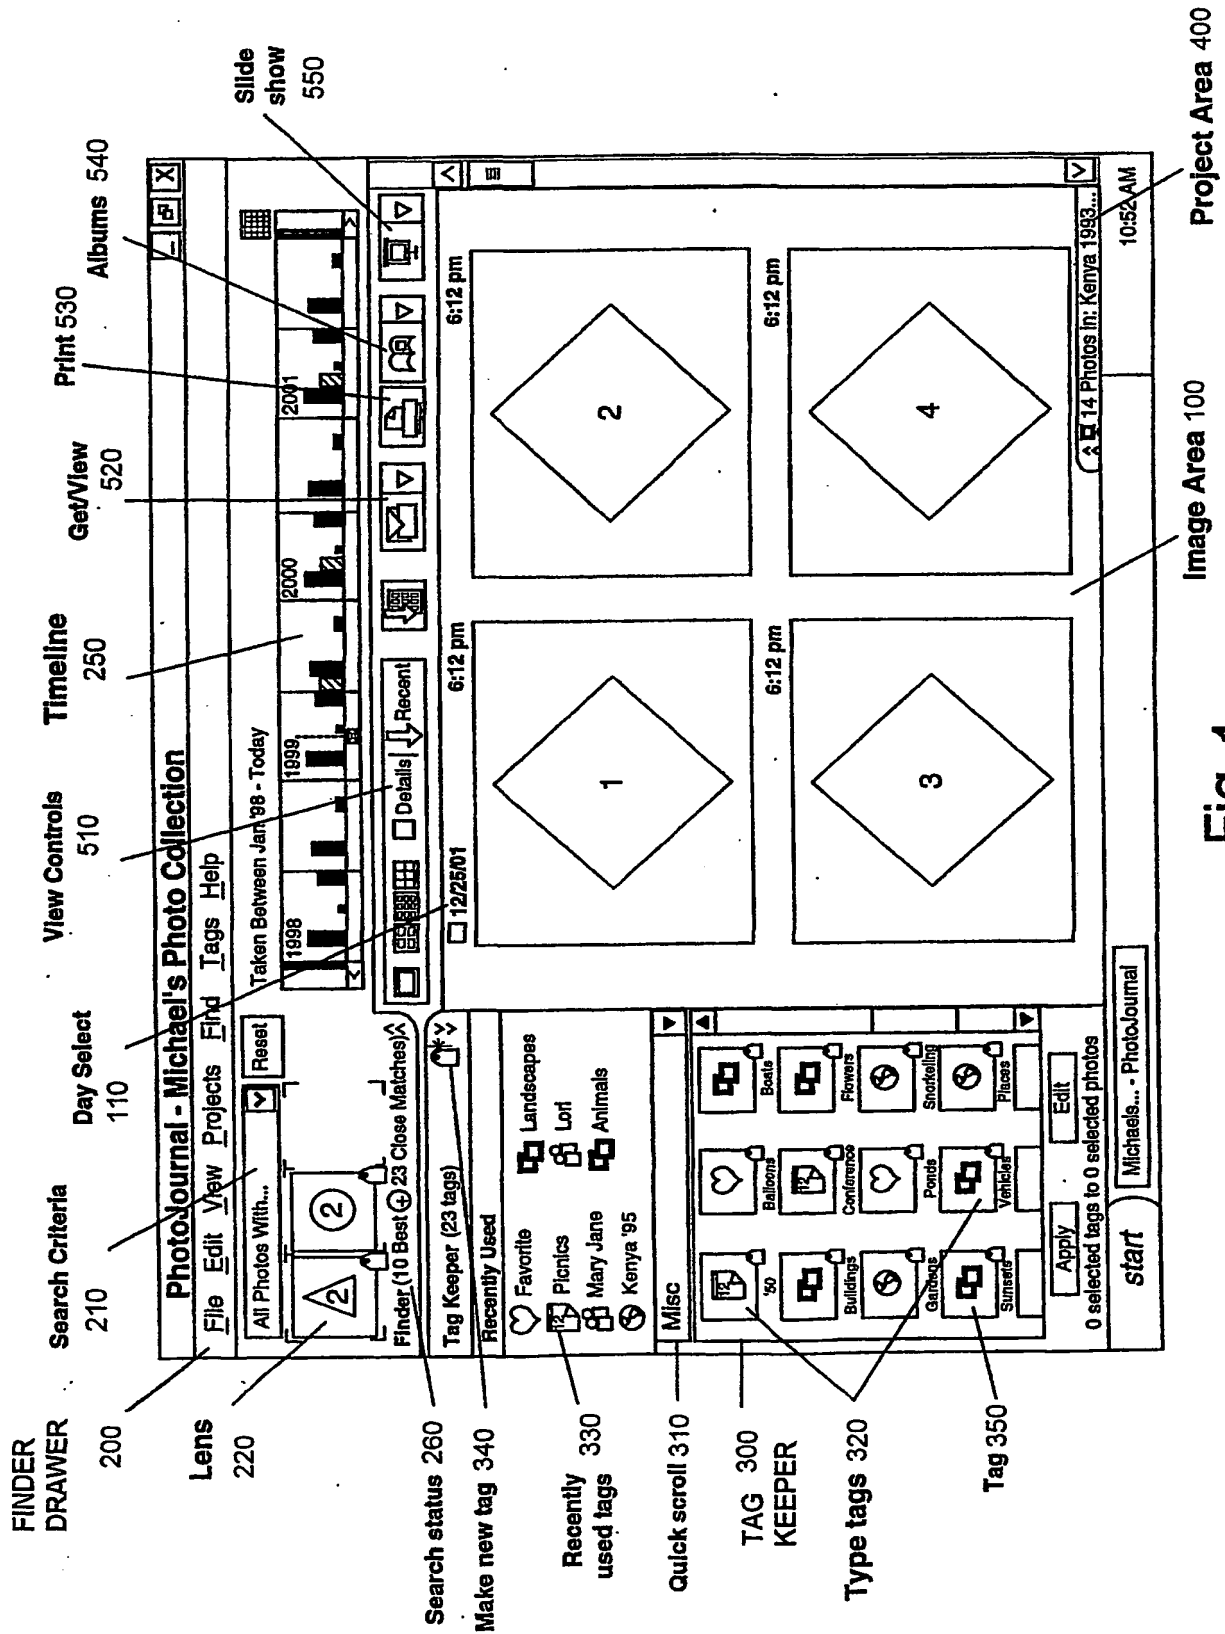 FINDER
DRAWER
200
Search Criteria
210
Day Select
110
View Controls
510
Timeline
250
Get/View
520
Print 530
Albums 540
Slide
show
550
Lens
220
Search status 260
Make new tag 340
Recently
used tags
330
Quick scroll 310
TAG 300
KEEPER
Type tags 320
Tag 350
PhotoJournal - Michael's Photo Collection
_
X
File Edit View Projects Find Tags Help
All Photos With...
Reset
Taken Between Jan '98 - Today
1998
1999
2000
2001
2
2
Finder (10 Best + 23 Close Matches)
Details
Recent
Tag Keeper (23 tags)
Recently Used
Favorite
Landscapes
12
Picnics
Lori
Mary Jane
Animals
Kenya '95
Misc
12
'50
Balloons
Boats
Buildings
12
Conference
Flowers
Gardens
Ponds
Snorkeling
Sunsets
Vehicles
Places
Apply
Edit
0 selected tags to 0 selected photos
12/25/01
6:12 pm
6:12 pm
1
2
6:12 pm
6:12 pm
3
4
14 Photos in: Kenya 1993...
start
Michaels... - PhotoJournal
10:52 AM
Image Area 100
Project Area 400
Fig. 1